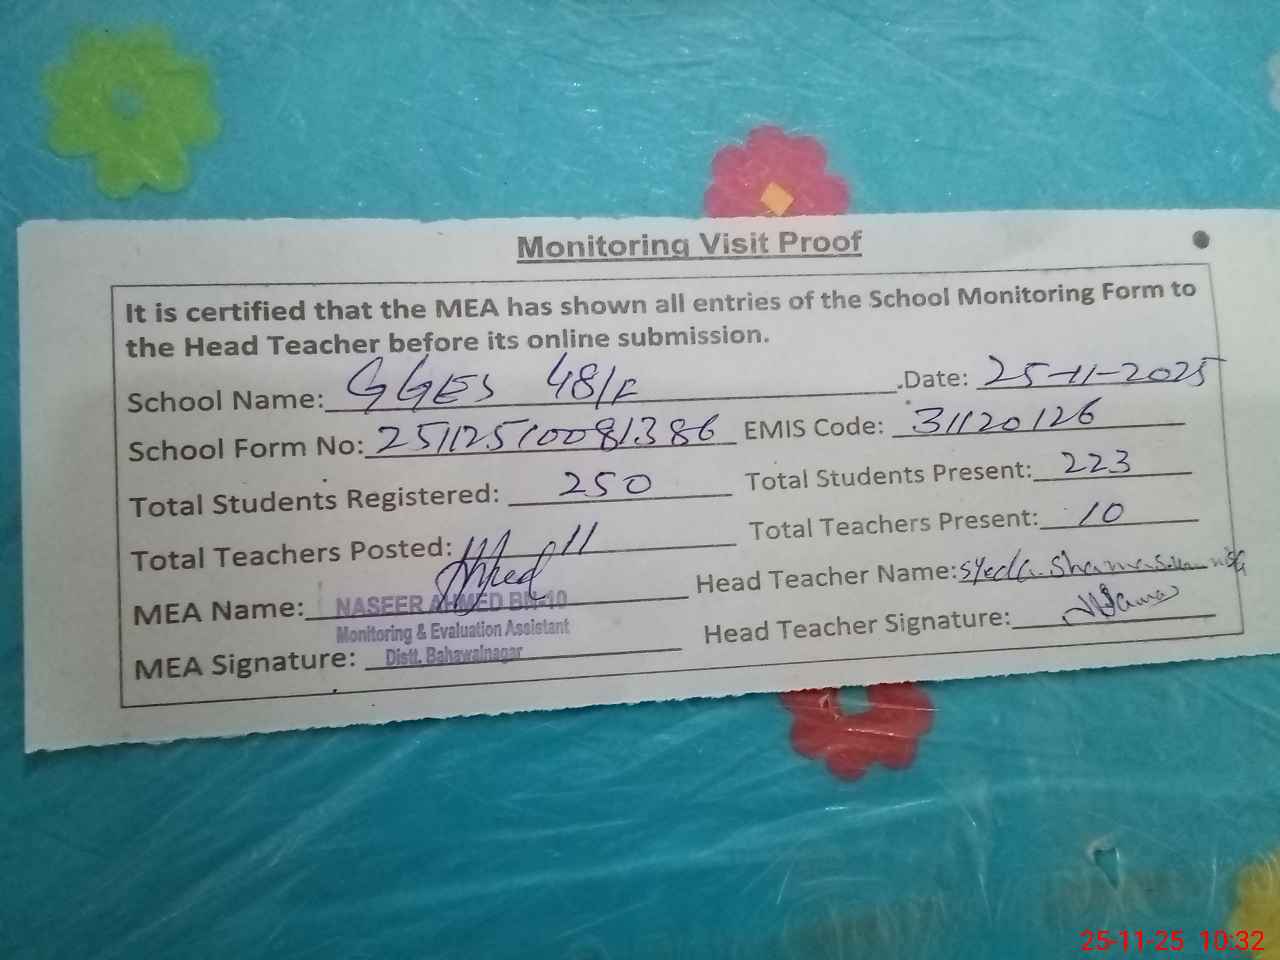 Monitoring Visit Proof
It is certified that the MEA has shown all entries of the School Monitoring Form to
the Head Teacher before its online submission.
School Name: GGES 48/F Date: 25-11-2025
School Form No: 25112510081386 EMIS Code: 31120126
Total Students Registered: 250 Total Students Present: 223
Total Teachers Posted: 11 Total Teachers Present: 10
MEA Name: NASEER AHMED BN-10 Head Teacher Name: Syeda Shama
Monitoring & Evaluation Assistant
MEA Signature: Distt. Bahawalnagar Head Teacher Signature:
25-11-25 10:32